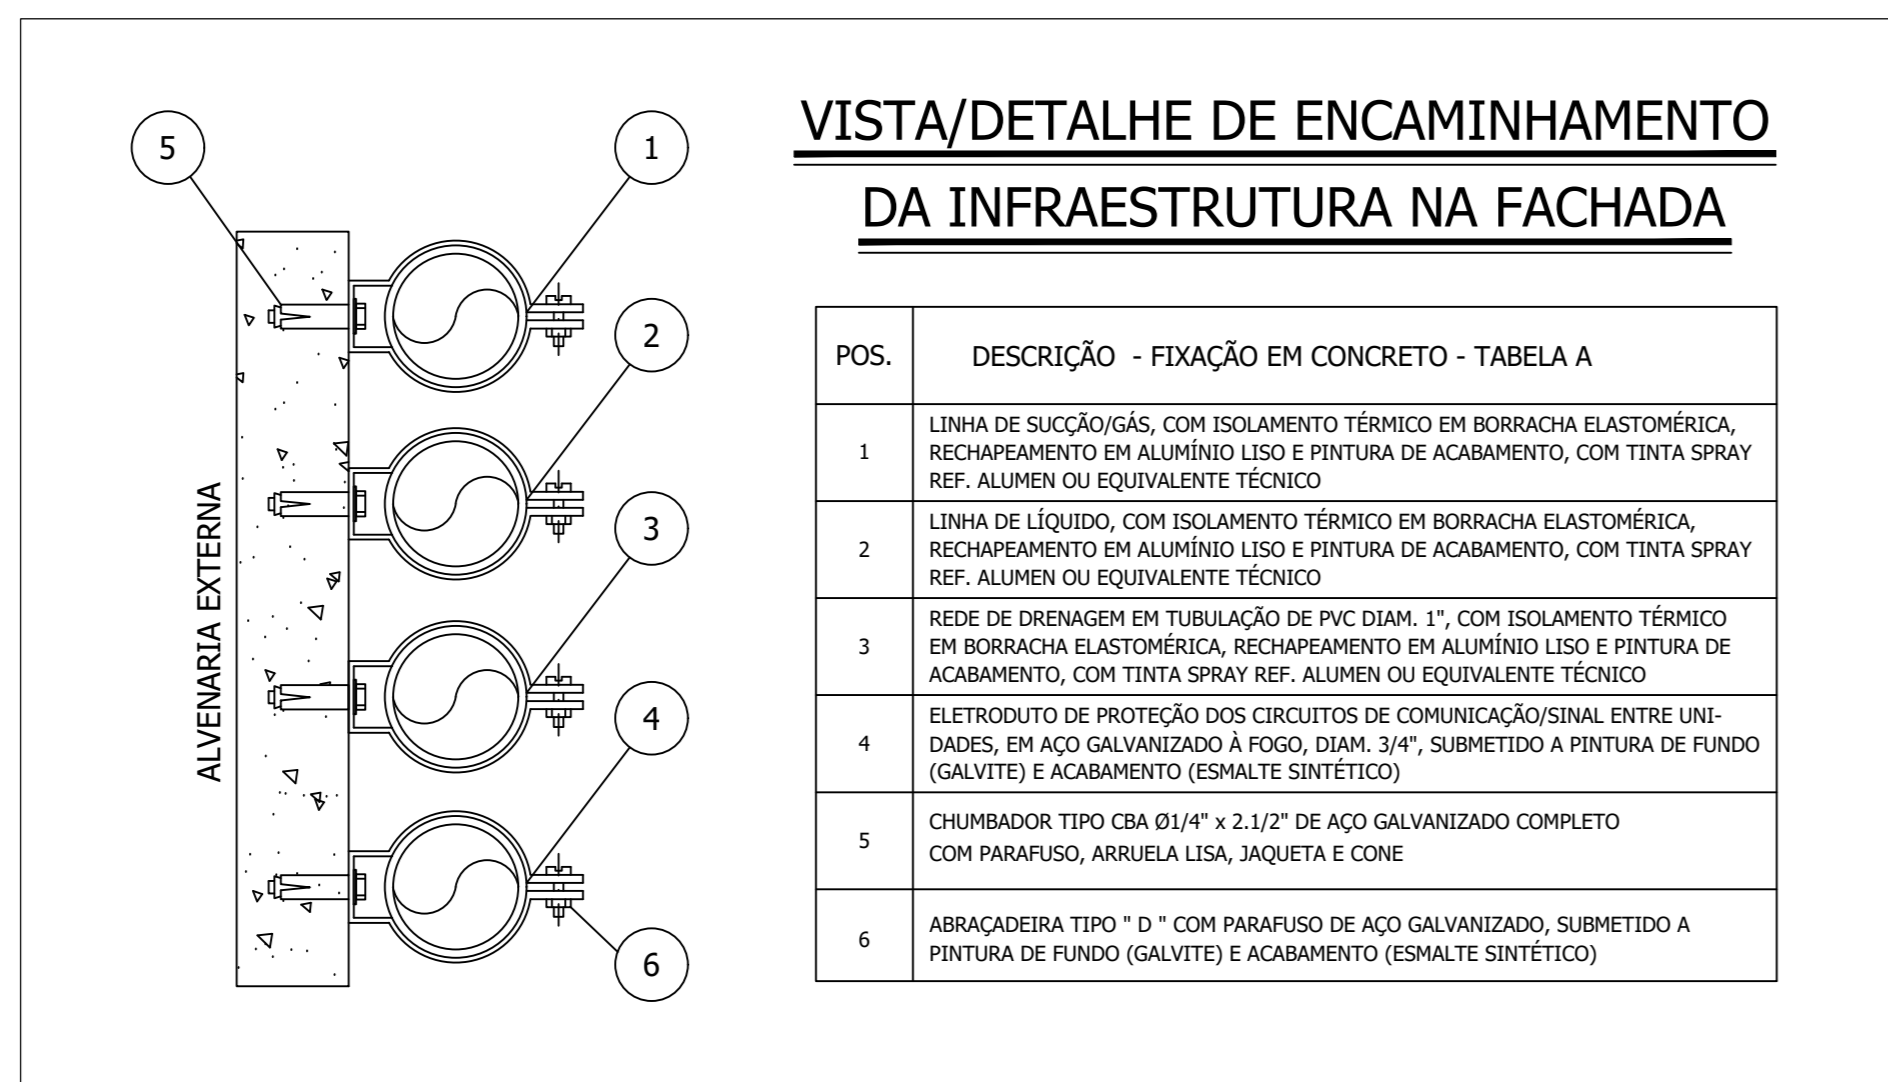 VISTA/DETALHE DE ENCAMINHAMENTO
DA INFRAESTRUTURA NA FACHADA
5
1
2
3
4
6
ALVENARIA EXTERNA
POS.
DESCRIÇÃO - FIXAÇÃO EM CONCRETO - TABELA A
1
LINHA DE SUCÇÃO/GÁS, COM ISOLAMENTO TÉRMICO EM BORRACHA ELASTOMÉRICA,
RECHAPEAMENTO EM ALUMÍNIO LISO E PINTURA DE ACABAMENTO, COM TINTA SPRAY
REF. ALUMEN OU EQUIVALENTE TÉCNICO
2
LINHA DE LÍQUIDO, COM ISOLAMENTO TÉRMICO EM BORRACHA ELASTOMÉRICA,
RECHAPEAMENTO EM ALUMÍNIO LISO E PINTURA DE ACABAMENTO, COM TINTA SPRAY
REF. ALUMEN OU EQUIVALENTE TÉCNICO
3
REDE DE DRENAGEM EM TUBULAÇÃO DE PVC DIAM. 1", COM ISOLAMENTO TÉRMICO
EM BORRACHA ELASTOMÉRICA, RECHAPEAMENTO EM ALUMÍNIO LISO E PINTURA DE
ACABAMENTO, COM TINTA SPRAY REF. ALUMEN OU EQUIVALENTE TÉCNICO
4
ELETRODUTO DE PROTEÇÃO DOS CIRCUITOS DE COMUNICAÇÃO/SINAL ENTRE UNI-
DADES, EM AÇO GALVANIZADO À FOGO, DIAM. 3/4", SUBMETIDO A PINTURA DE FUNDO
(GALVITE) E ACABAMENTO (ESMALTE SINTÉTICO)
5
CHUMBADOR TIPO CBA Ø1/4" x 2.1/2" DE AÇO GALVANIZADO COMPLETO
COM PARAFUSO, ARRUELA LISA, JAQUETA E CONE
6
ABRAÇADEIRA TIPO " D " COM PARAFUSO DE AÇO GALVANIZADO, SUBMETIDO A
PINTURA DE FUNDO (GALVITE) E ACABAMENTO (ESMALTE SINTÉTICO)